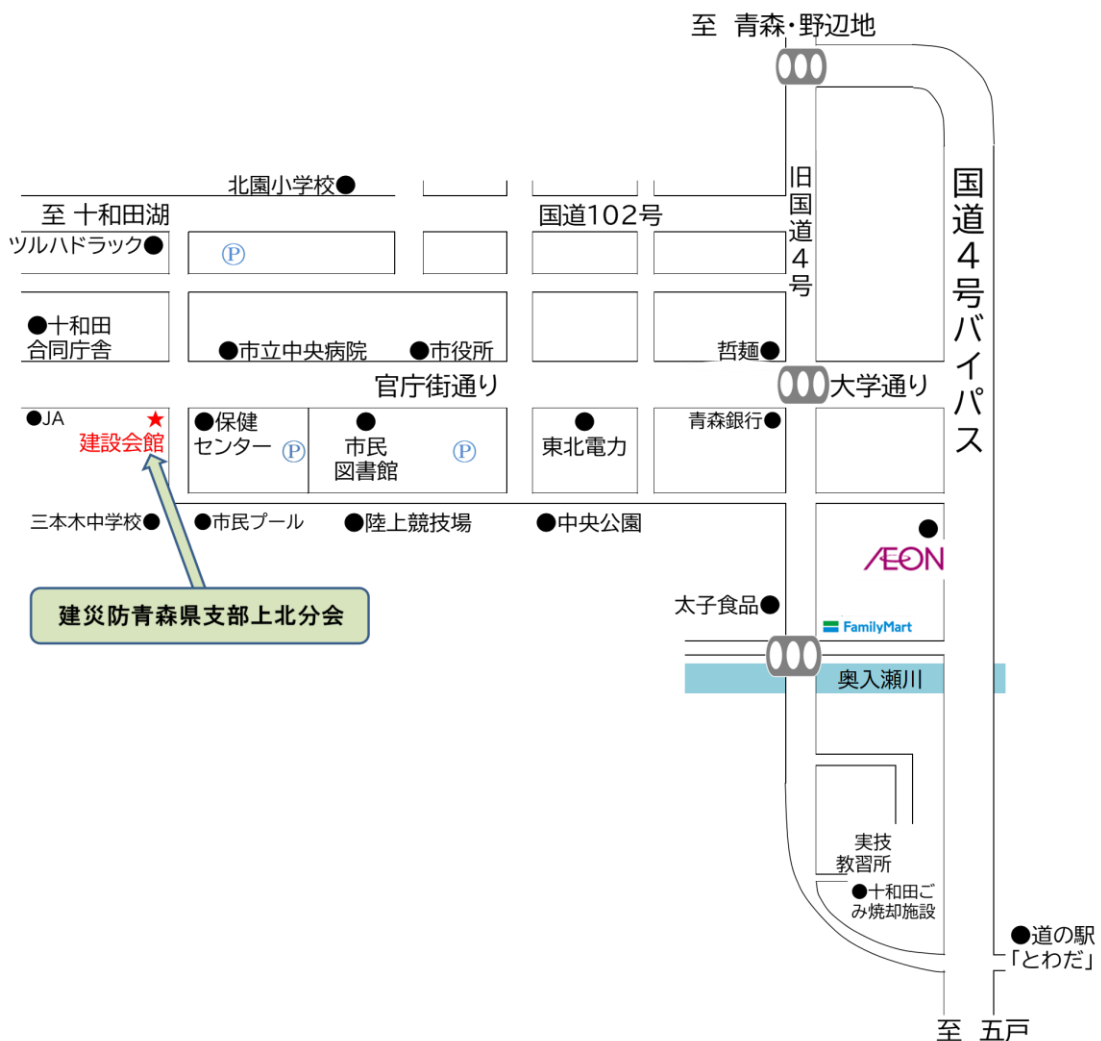 至 青森・野辺地
北園小学校●
至 十和田湖
国道102号
旧国道4号
国道4号バイパス
ツルハドラック●
Ⓟ
●十和田
合同庁舎
●市立中央病院
●市役所
哲麺●
官庁街通り
大学通り
●JA
★
建設会館
●保健
センター
Ⓟ
●
市民
図書館
Ⓟ
●
東北電力
青森銀行●
三本木中学校●
●市民プール
●陸上競技場
●中央公園
●
ÆON
建災防青森県支部上北分会
太子食品●
FamilyMart
奥入瀬川
実技
教習所
●十和田ご
み焼却施設
●道の駅
「とわだ」
至 五戸